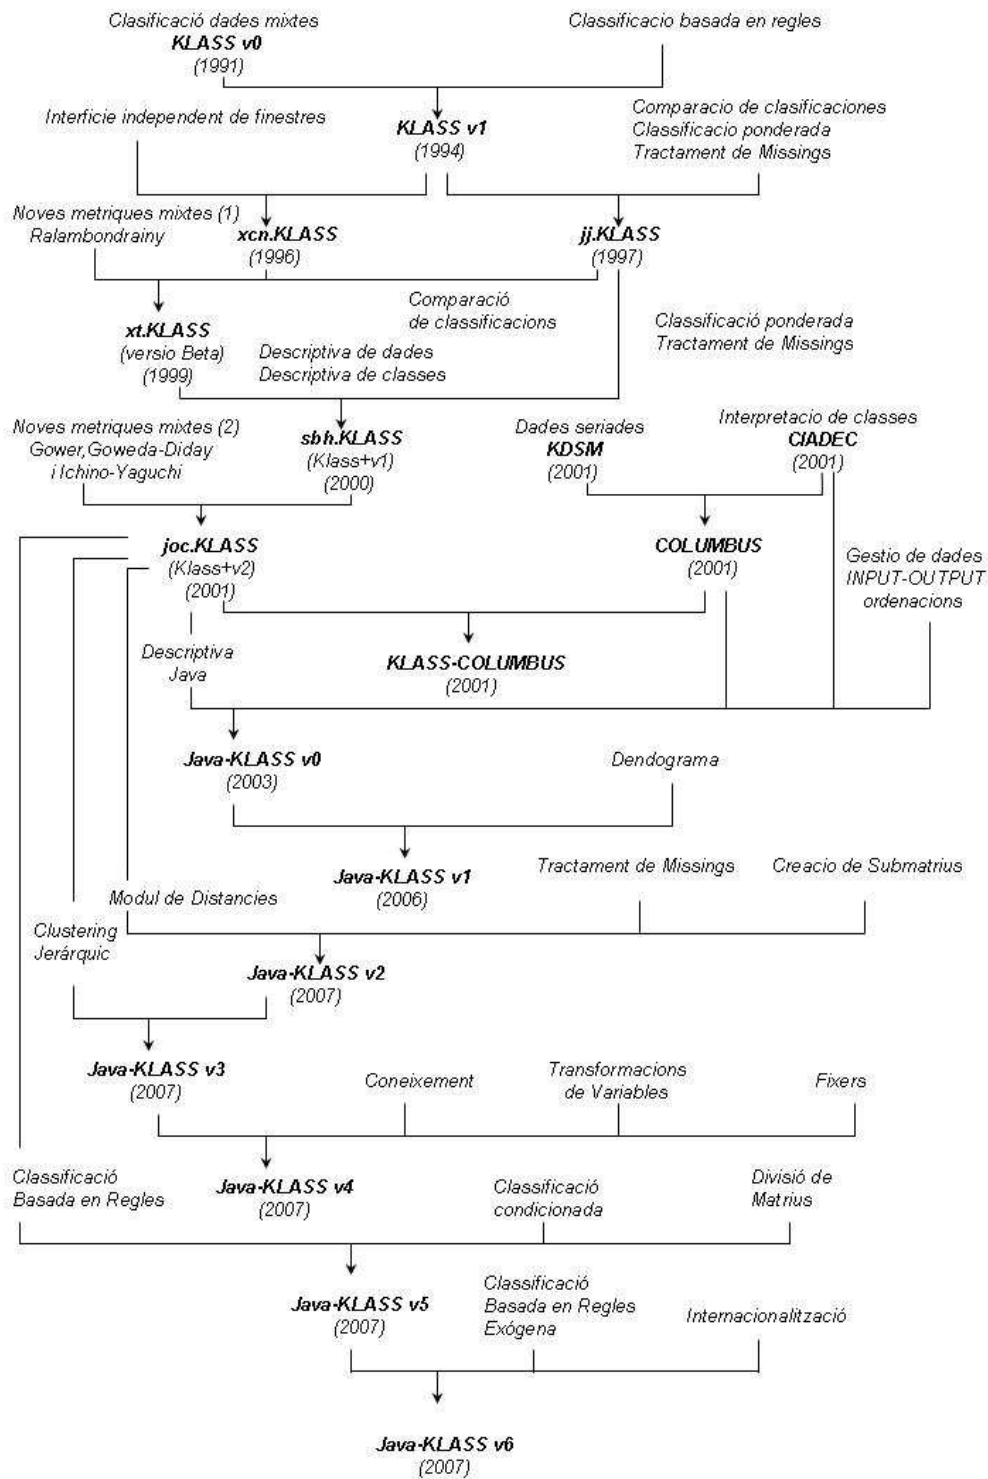 Clasificació dades mixtes
KLASS v0
(1991)
Classificacio basada en regles
Interficie independent de finestres
KLASS v1
(1994)
Comparacio de clasificaciones
Classificacio ponderada
Tractament de Missings
Noves metriques mixtes (1)
Ralambondrainy
xcn.KLASS
(1996)
jj.KLASS
(1997)
xt.KLASS
(versio Beta)
(1999)
Comparació
de classificacions
Classificació ponderada
Tractament de Missings
Descriptiva de dades
Descriptiva de classes
Noves metriques mixtes (2)
Gower,Goweda-Diday
i Ichino-Yaguchi
sbh.KLASS
(Klass+v1)
(2000)
Dades seriades
KDSM
(2001)
Interpretacio de classes
CIADEC
(2001)
joc.KLASS
(Klass+v2)
(2001)
COLUMBUS
(2001)
Gestio de dades
INPUT-OUTPUT
ordenacions
Descriptiva
Java
KLASS-COLUMBUS
(2001)
Java-KLASS v0
(2003)
Dendograma
Java-KLASS v1
(2006)
Tractament de Missings
Creacio de Submatrius
Modul de Distancies
Clustering
Jerárquic
Java-KLASS v2
(2007)
Java-KLASS v3
(2007)
Coneixement
Transformacions
de Variables
Fixers
Classificació
Basada en Regles
Java-KLASS v4
(2007)
Classificació
condicionada
Divisió de
Matrius
Java-KLASS v5
(2007)
Classificació
Basada en Regles
Exógena
Internacionalització
Java-KLASS v6
(2007)